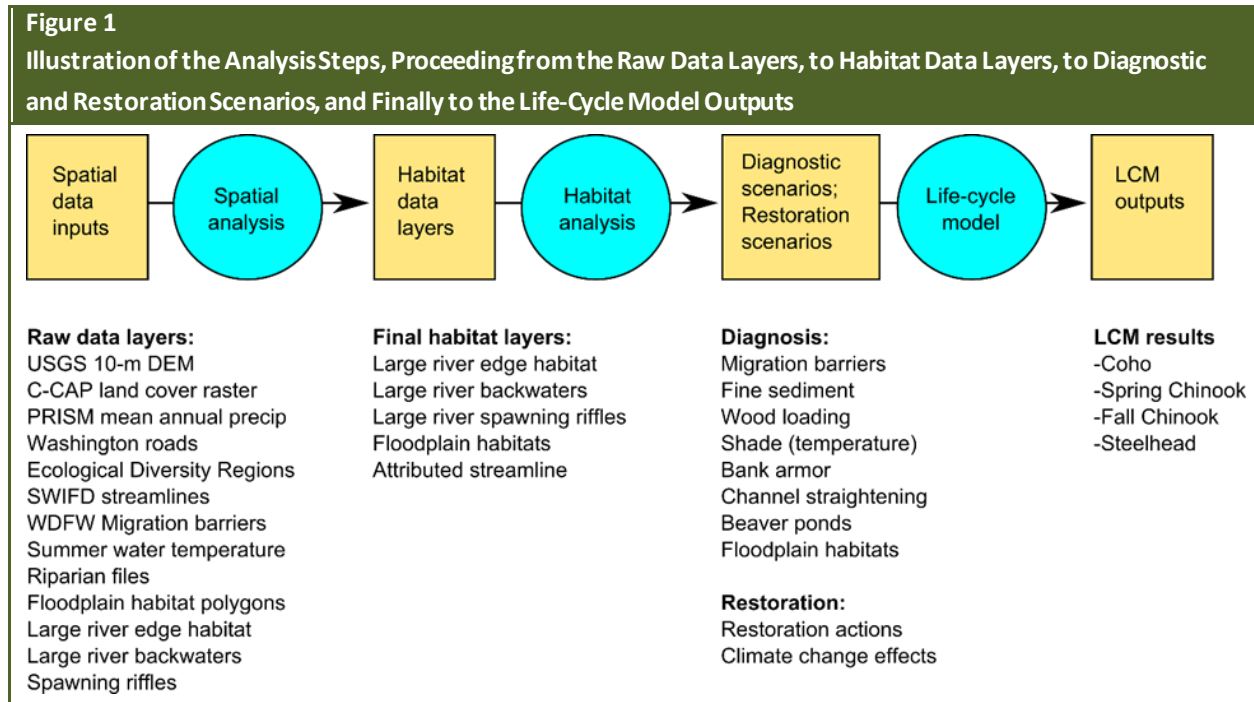 Figure 1
Illustration of the Analysis Steps, Proceeding from the Raw Data Layers, to Habitat Data Layers, to Diagnostic
and Restoration Scenarios, and Finally to the Life-Cycle Model Outputs
Spatial
data
inputs
Spatial
analysis
Habitat
data
layers
Habitat
analysis
Diagnostic
scenarios;
Restoration
scenarios
Life-cycle
model
LCM
outputs
Raw data layers:
USGS 10-m DEM
C-CAP land cover raster
PRISM mean annual precip
Washington roads
Ecological Diversity Regions
SWIFD streamlines
WDFW Migration barriers
Summer water temperature
Riparian files
Floodplain habitat polygons
Large river edge habitat
Large river backwaters
Spawning riffles
Final habitat layers:
Large river edge habitat
Large river backwaters
Large river spawning riffles
Floodplain habitats
Attributed streamline
Diagnosis:
Migration barriers
Fine sediment
Wood loading
Shade (temperature)
Bank armor
Channel straightening
Beaver ponds
Floodplain habitats
Restoration:
Restoration actions
Climate change effects
LCM results
-Coho
-Spring Chinook
-Fall Chinook
-Steelhead